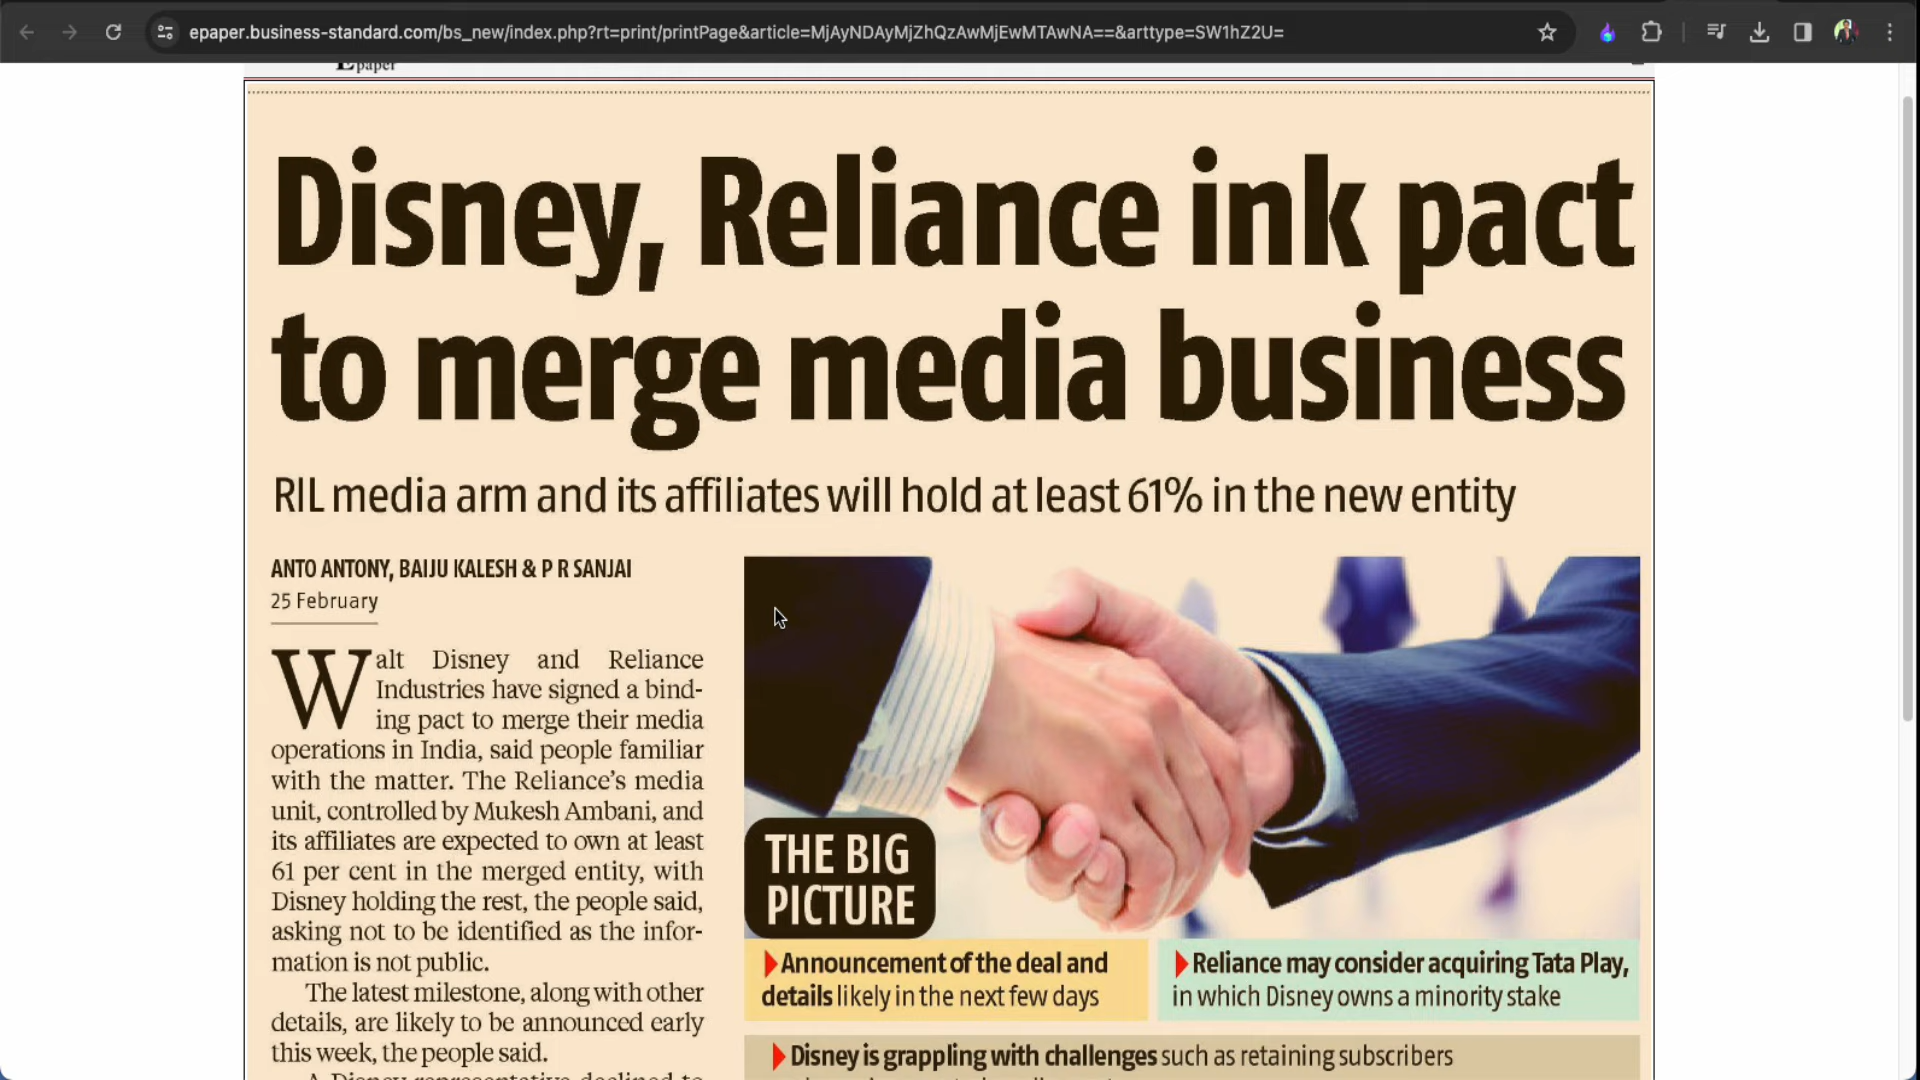 epaper.business-standard.com/bs_new/index.php?rt=print/printPage&article=MjAyNDAyMjZhQzAwMjEwMTAwNA==&arttype=SW1hZ2U=
Epaper
Disney, Reliance ink pact
to merge media business
RIL media arm and its affiliates will hold at least 61% in the new entity
ANTO ANTONY, BAIJU KALESH & P R SANJAI
25 February
Walt Disney and Reliance
Industries have signed a bind-
ing pact to merge their media
operations in India, said people familiar
with the matter. The Reliance’s media
unit, controlled by Mukesh Ambani, and
its affiliates are expected to own at least
61 per cent in the merged entity, with
Disney holding the rest, the people said,
asking not to be identified as the infor-
mation is not public.
The latest milestone, along with other
details, are likely to be announced early
this week, the people said.
A Disney representative declined to
THE BIG
PICTURE
Announcement of the deal and
details likely in the next few days
Reliance may consider acquiring Tata Play,
in which Disney owns a minority stake
Disney is grappling with challenges such as retaining subscribers